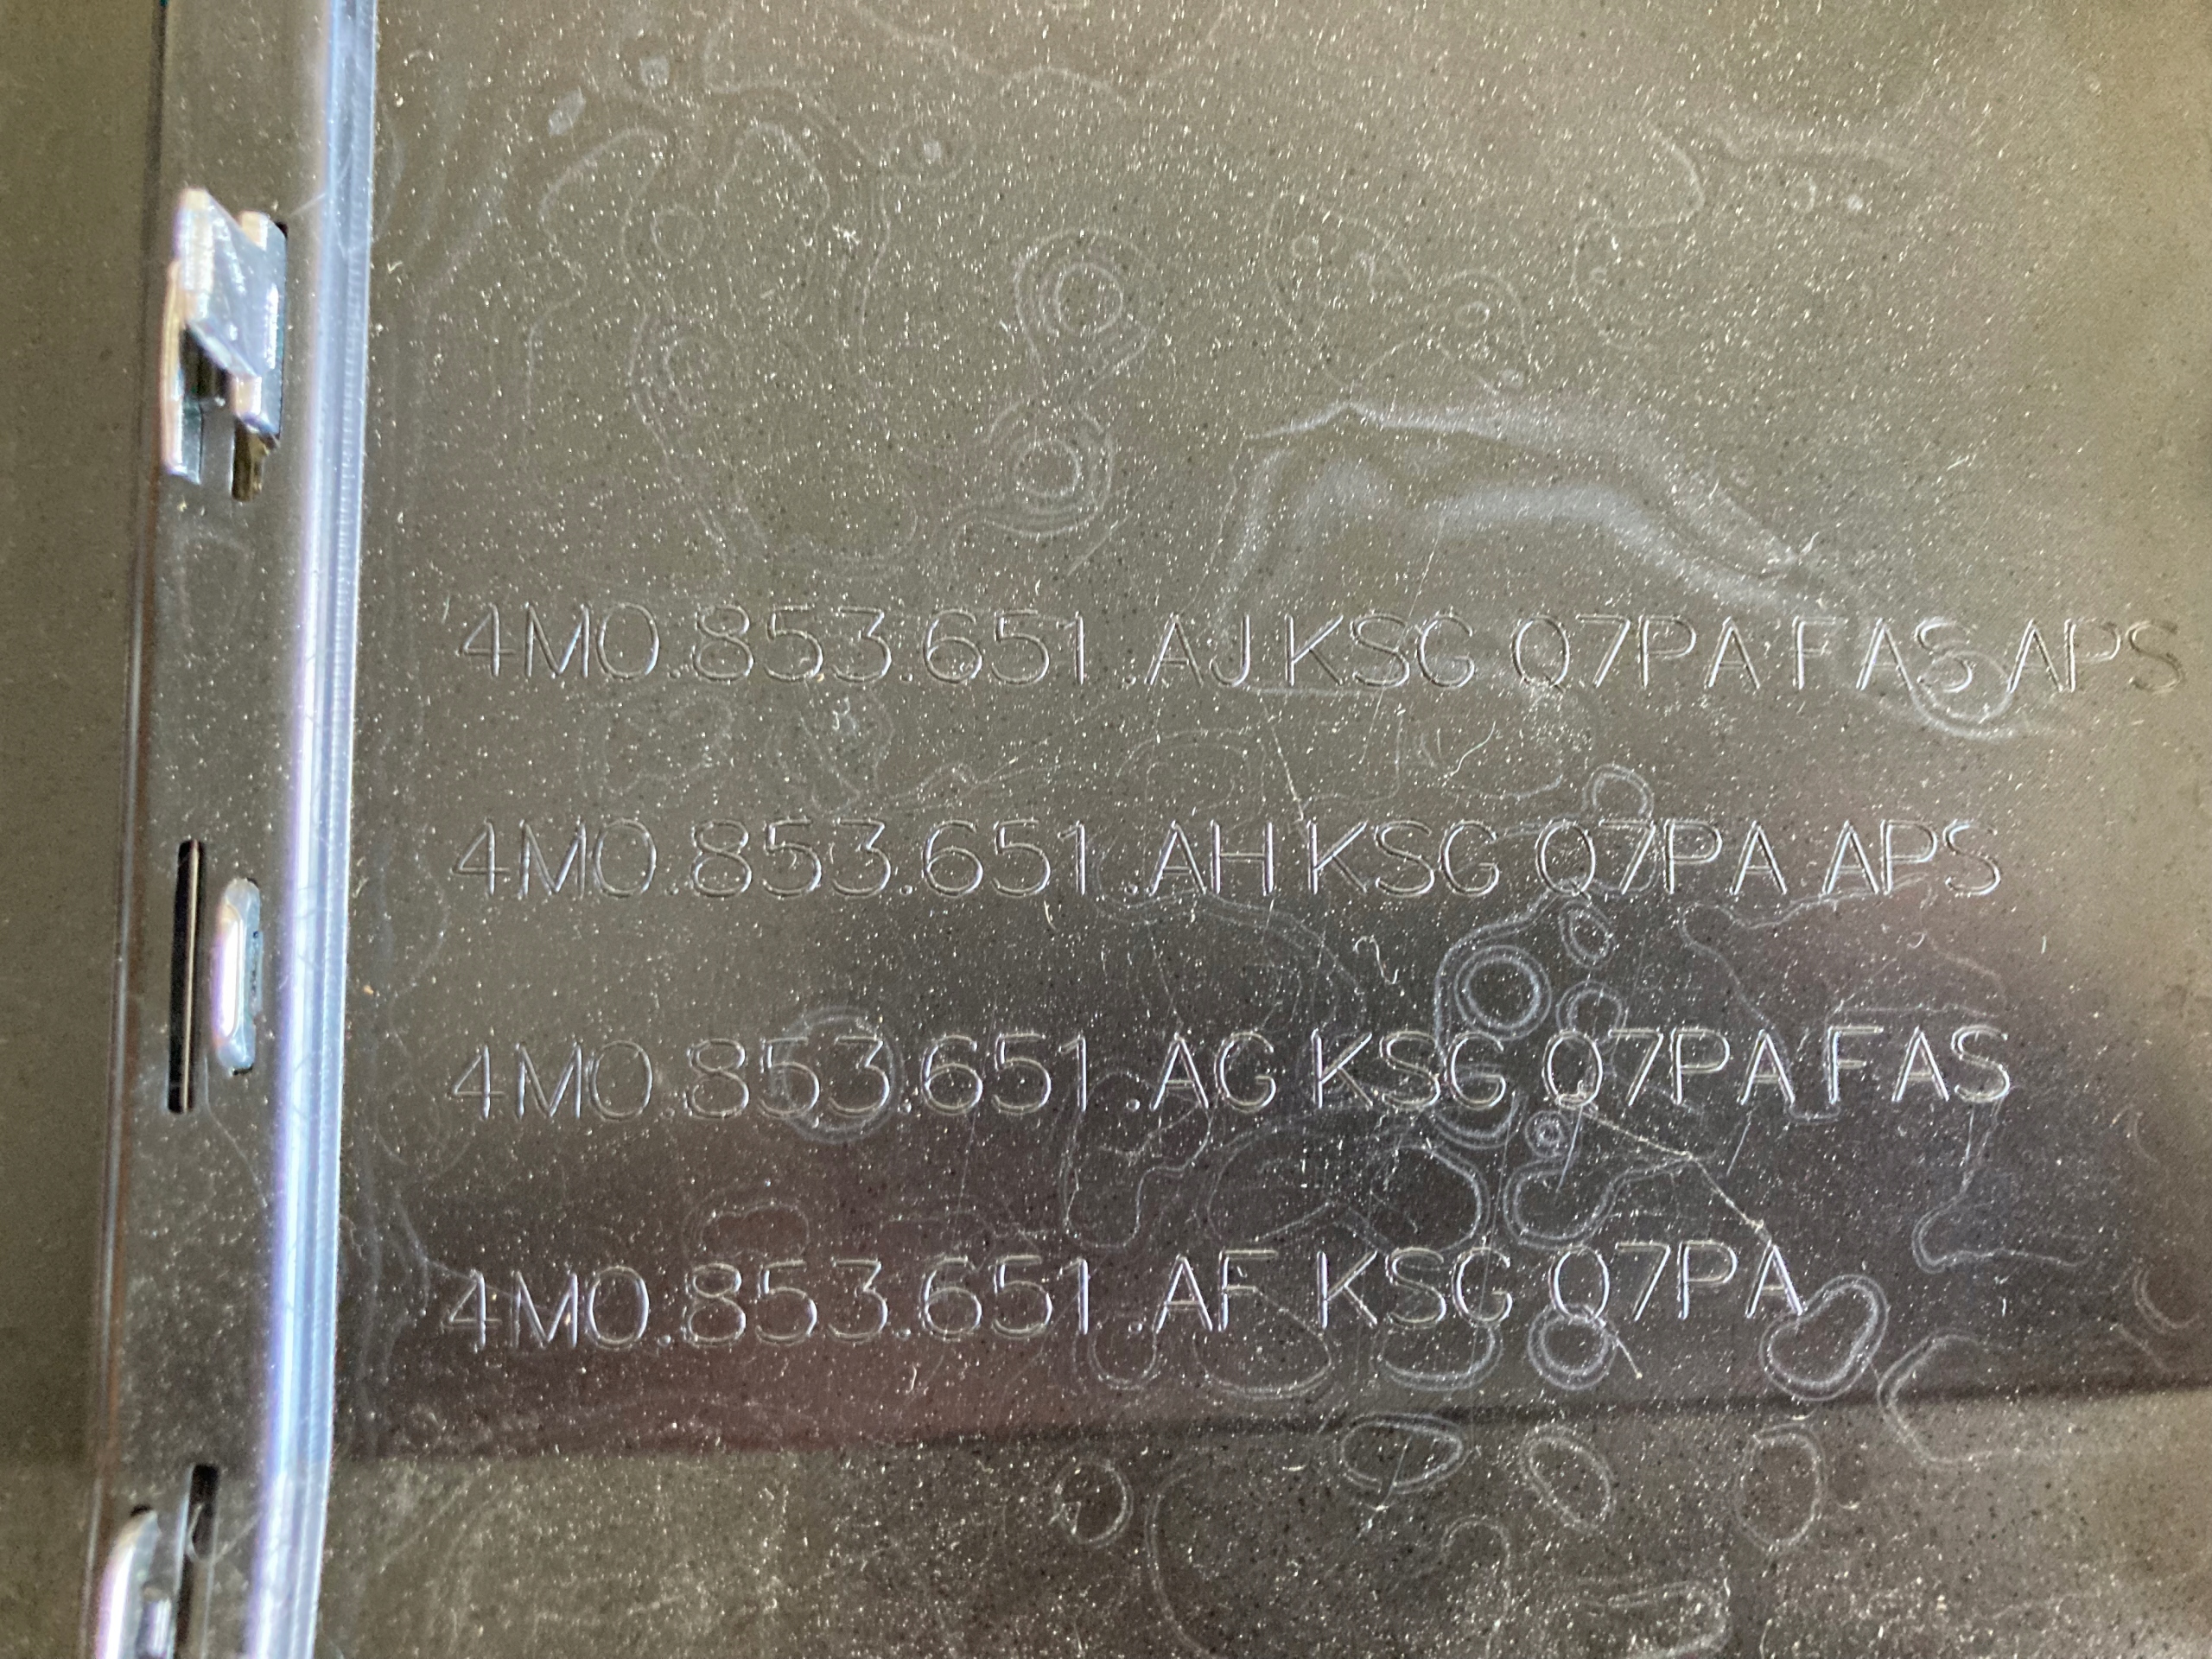 4M0.853.651.AJ KSG Q7PA FAS APS
4M0.853.651.AH KSG Q7PA APS
4M0.853.651.AG KSG Q7PA FAS
4M0.853.651.AF KSG Q7PA